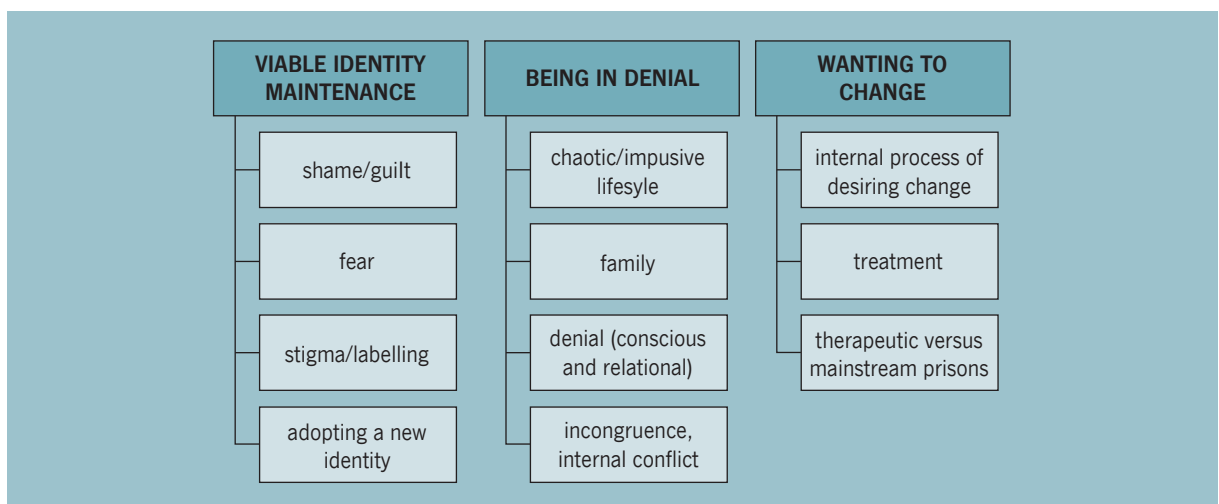 VIABLE IDENTITY
MAINTENANCE
shame/guilt
fear
stigma/labelling
adopting a new
identity
BEING IN DENIAL
chaotic/impusive
lifesyle
family
denial (conscious
and relational)
incongruence,
internal conflict
WANTING TO
CHANGE
internal process of
desiring change
treatment
therapeutic versus
mainstream prisons